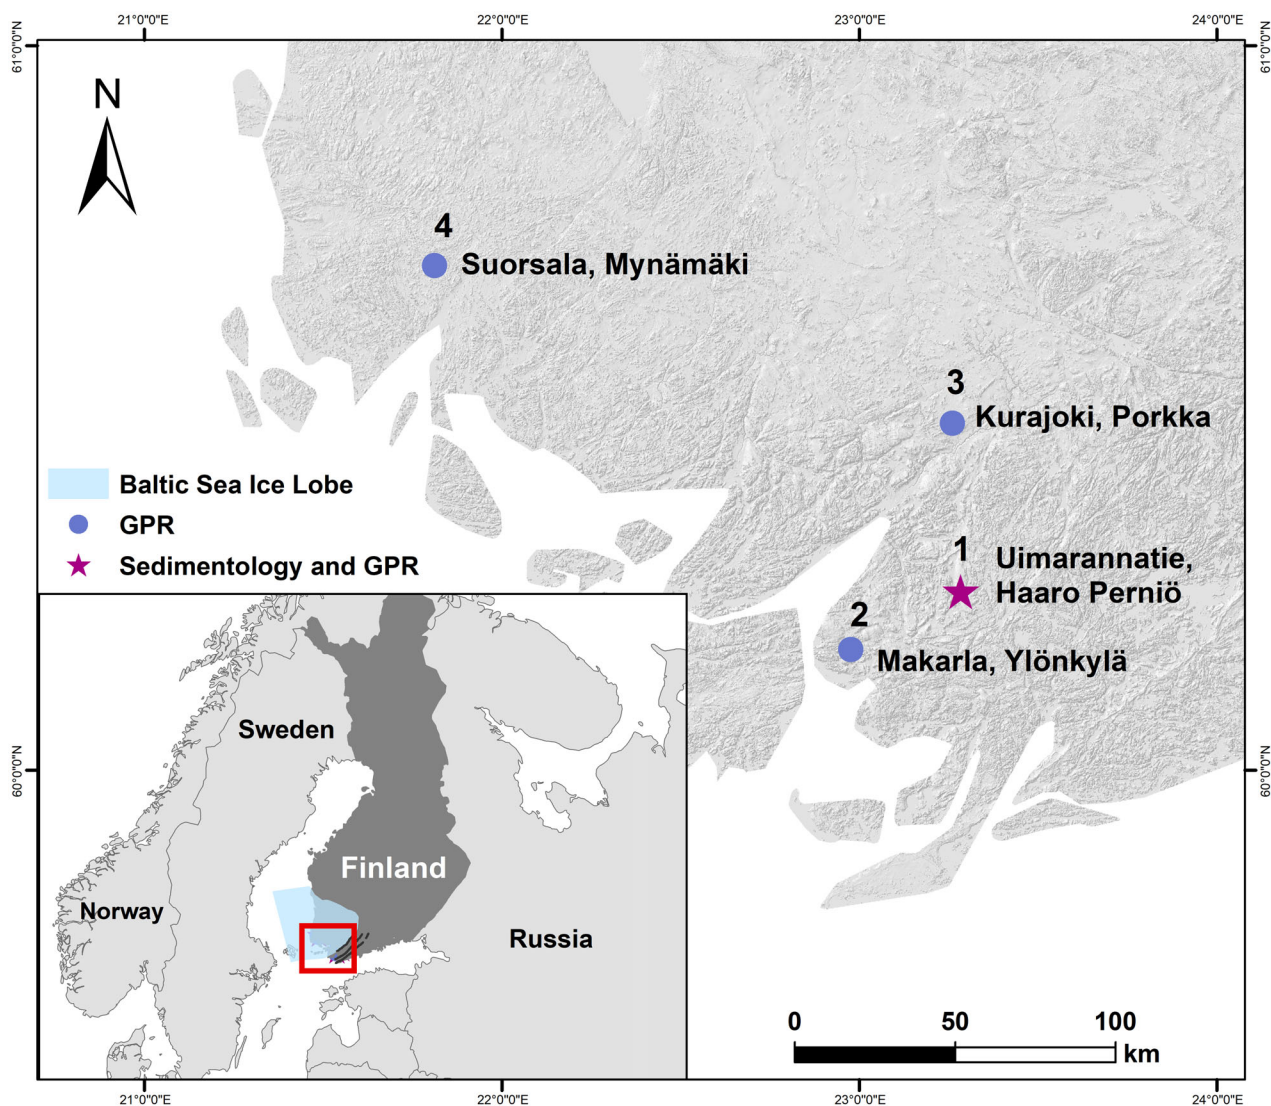 21°0'0"E
22°0'0"E
23°0'0"E
24°0'0"E
61°0'0"N
61°0'0"N
N
4
Suorsala, Mynämäki
3
Kurajoki, Porkka
Baltic Sea Ice Lobe
GPR
Sedimentology and GPR
1
Uimarannatie,
Haaro Perniö
2
Makarla, Ylönkylä
Sweden
60°0'0"N
60°0'0"N
Finland
Norway
Russia
0
50
100
km
21°0'0"E
22°0'0"E
23°0'0"E
24°0'0"E